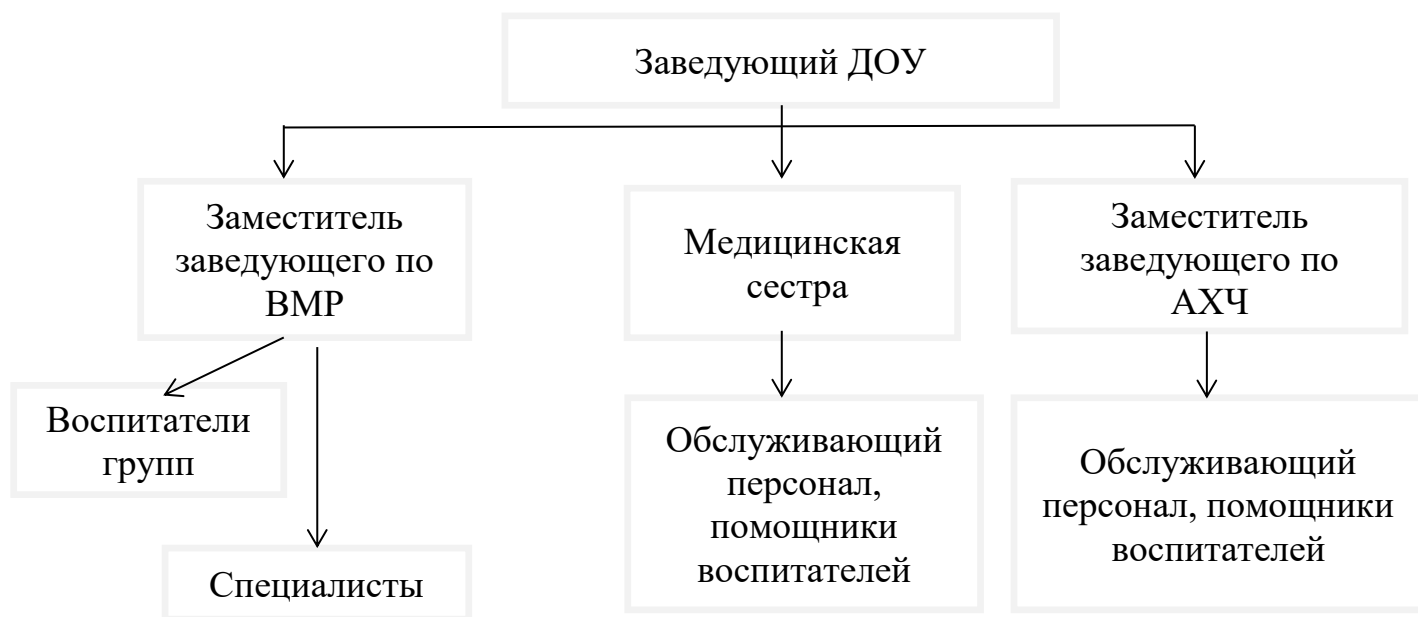 Заведующий ДОУ
Заместитель
заведующего по
ВМР
Медицинская
сестра
Заместитель
заведующего по
АХЧ
Воспитатели
групп
Специалисты
Обслуживающий
персонал,
помощники
воспитателей
Обслуживающий
персонал, помощники
воспитателей